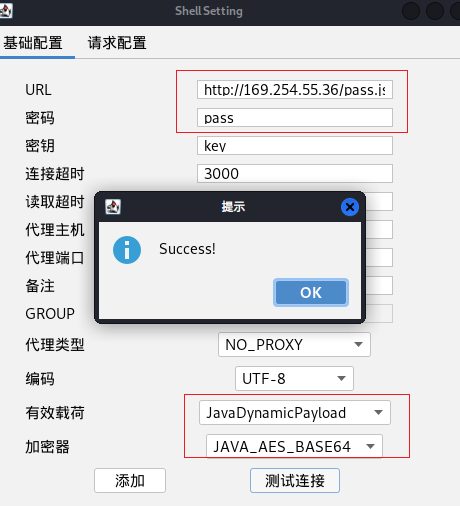 Shell Setting
基础配置 请求配置
URL http://169.254.55.36/pass.js
密码 pass
密钥 key
连接超时 3000
读取超时
代理主机
代理端口
备注
GROUP
提示
Success!
OK
代理类型 NO_PROXY
编码 UTF-8
有效载荷 JavaDynamicPayload
加密器 JAVA_AES_BASE64
添加 测试连接